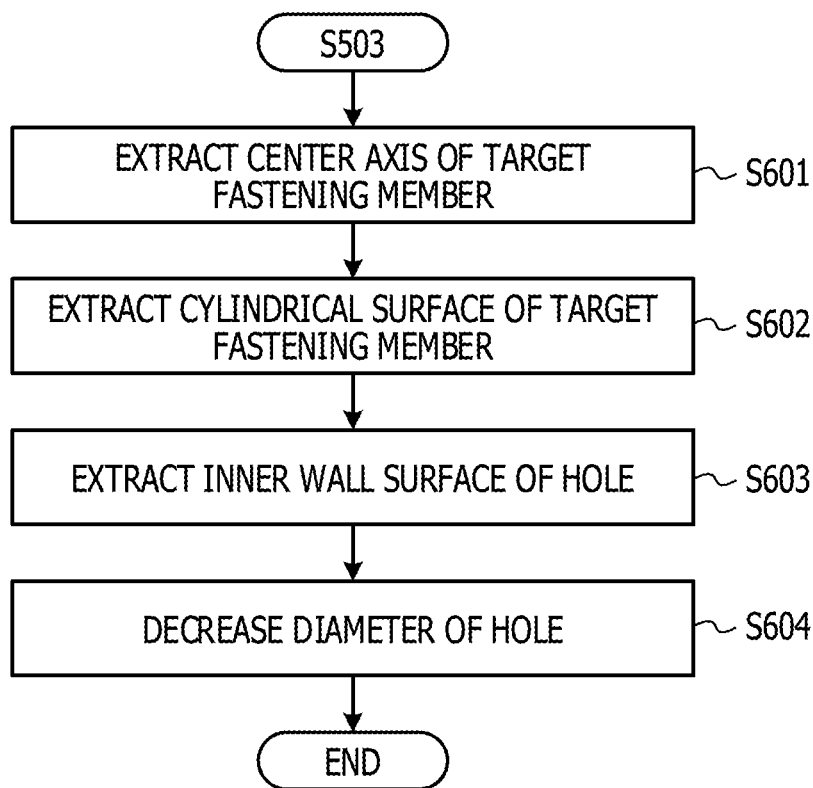 S503
EXTRACT CENTER AXIS OF TARGET
FASTENING MEMBER
S601
EXTRACT CYLINDRICAL SURFACE OF TARGET
FASTENING MEMBER
S602
EXTRACT INNER WALL SURFACE OF HOLE
S603
DECREASE DIAMETER OF HOLE
S604
END